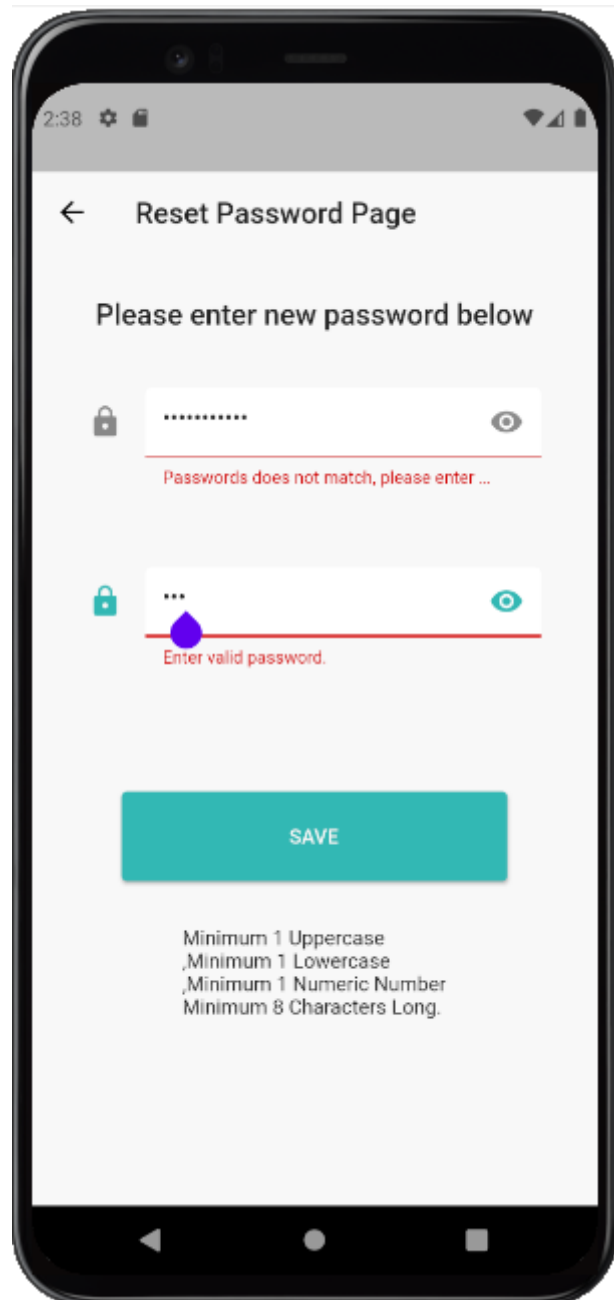 2:38
Reset Password Page
Please enter new password below
•••••••••••
Passwords does not match, please enter ...
•••
Enter valid password.
SAVE
Minimum 1 Uppercase
,Minimum 1 Lowercase
,Minimum 1 Numeric Number
Minimum 8 Characters Long.